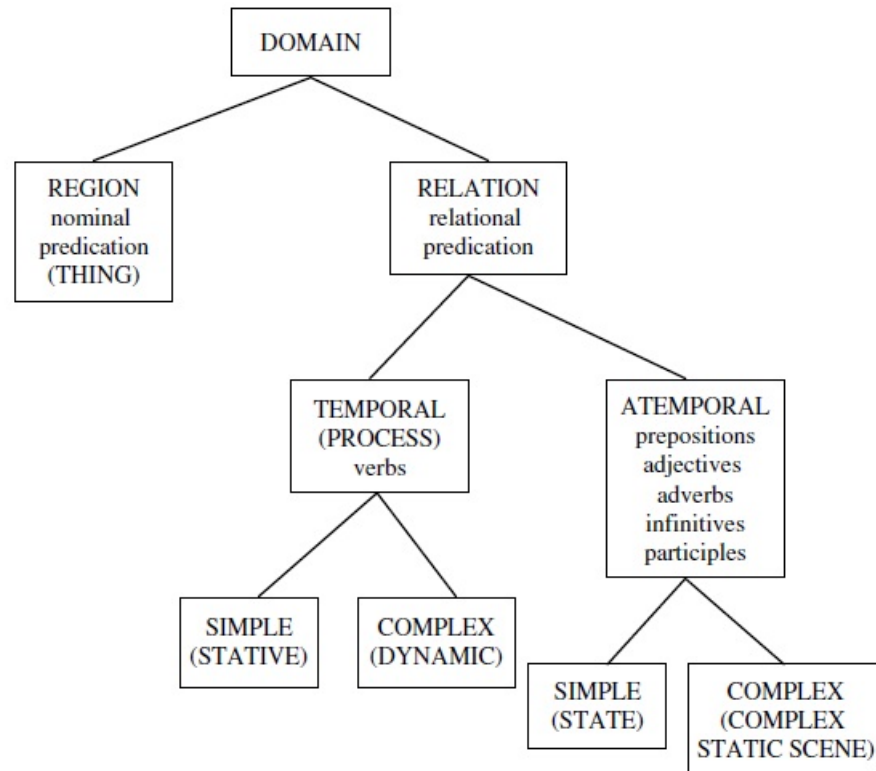 DOMAIN
REGION
nominal
predication
(THING)
RELATION
relational
predication
TEMPORAL
(PROCESS)
verbs
ATEMPORAL
prepositions
adjectives
adverbs
infinitives
participles
SIMPLE
(STATIVE)
COMPLEX
(DYNAMIC)
SIMPLE
(STATE)
COMPLEX
(COMPLEX
STATIC SCENE)